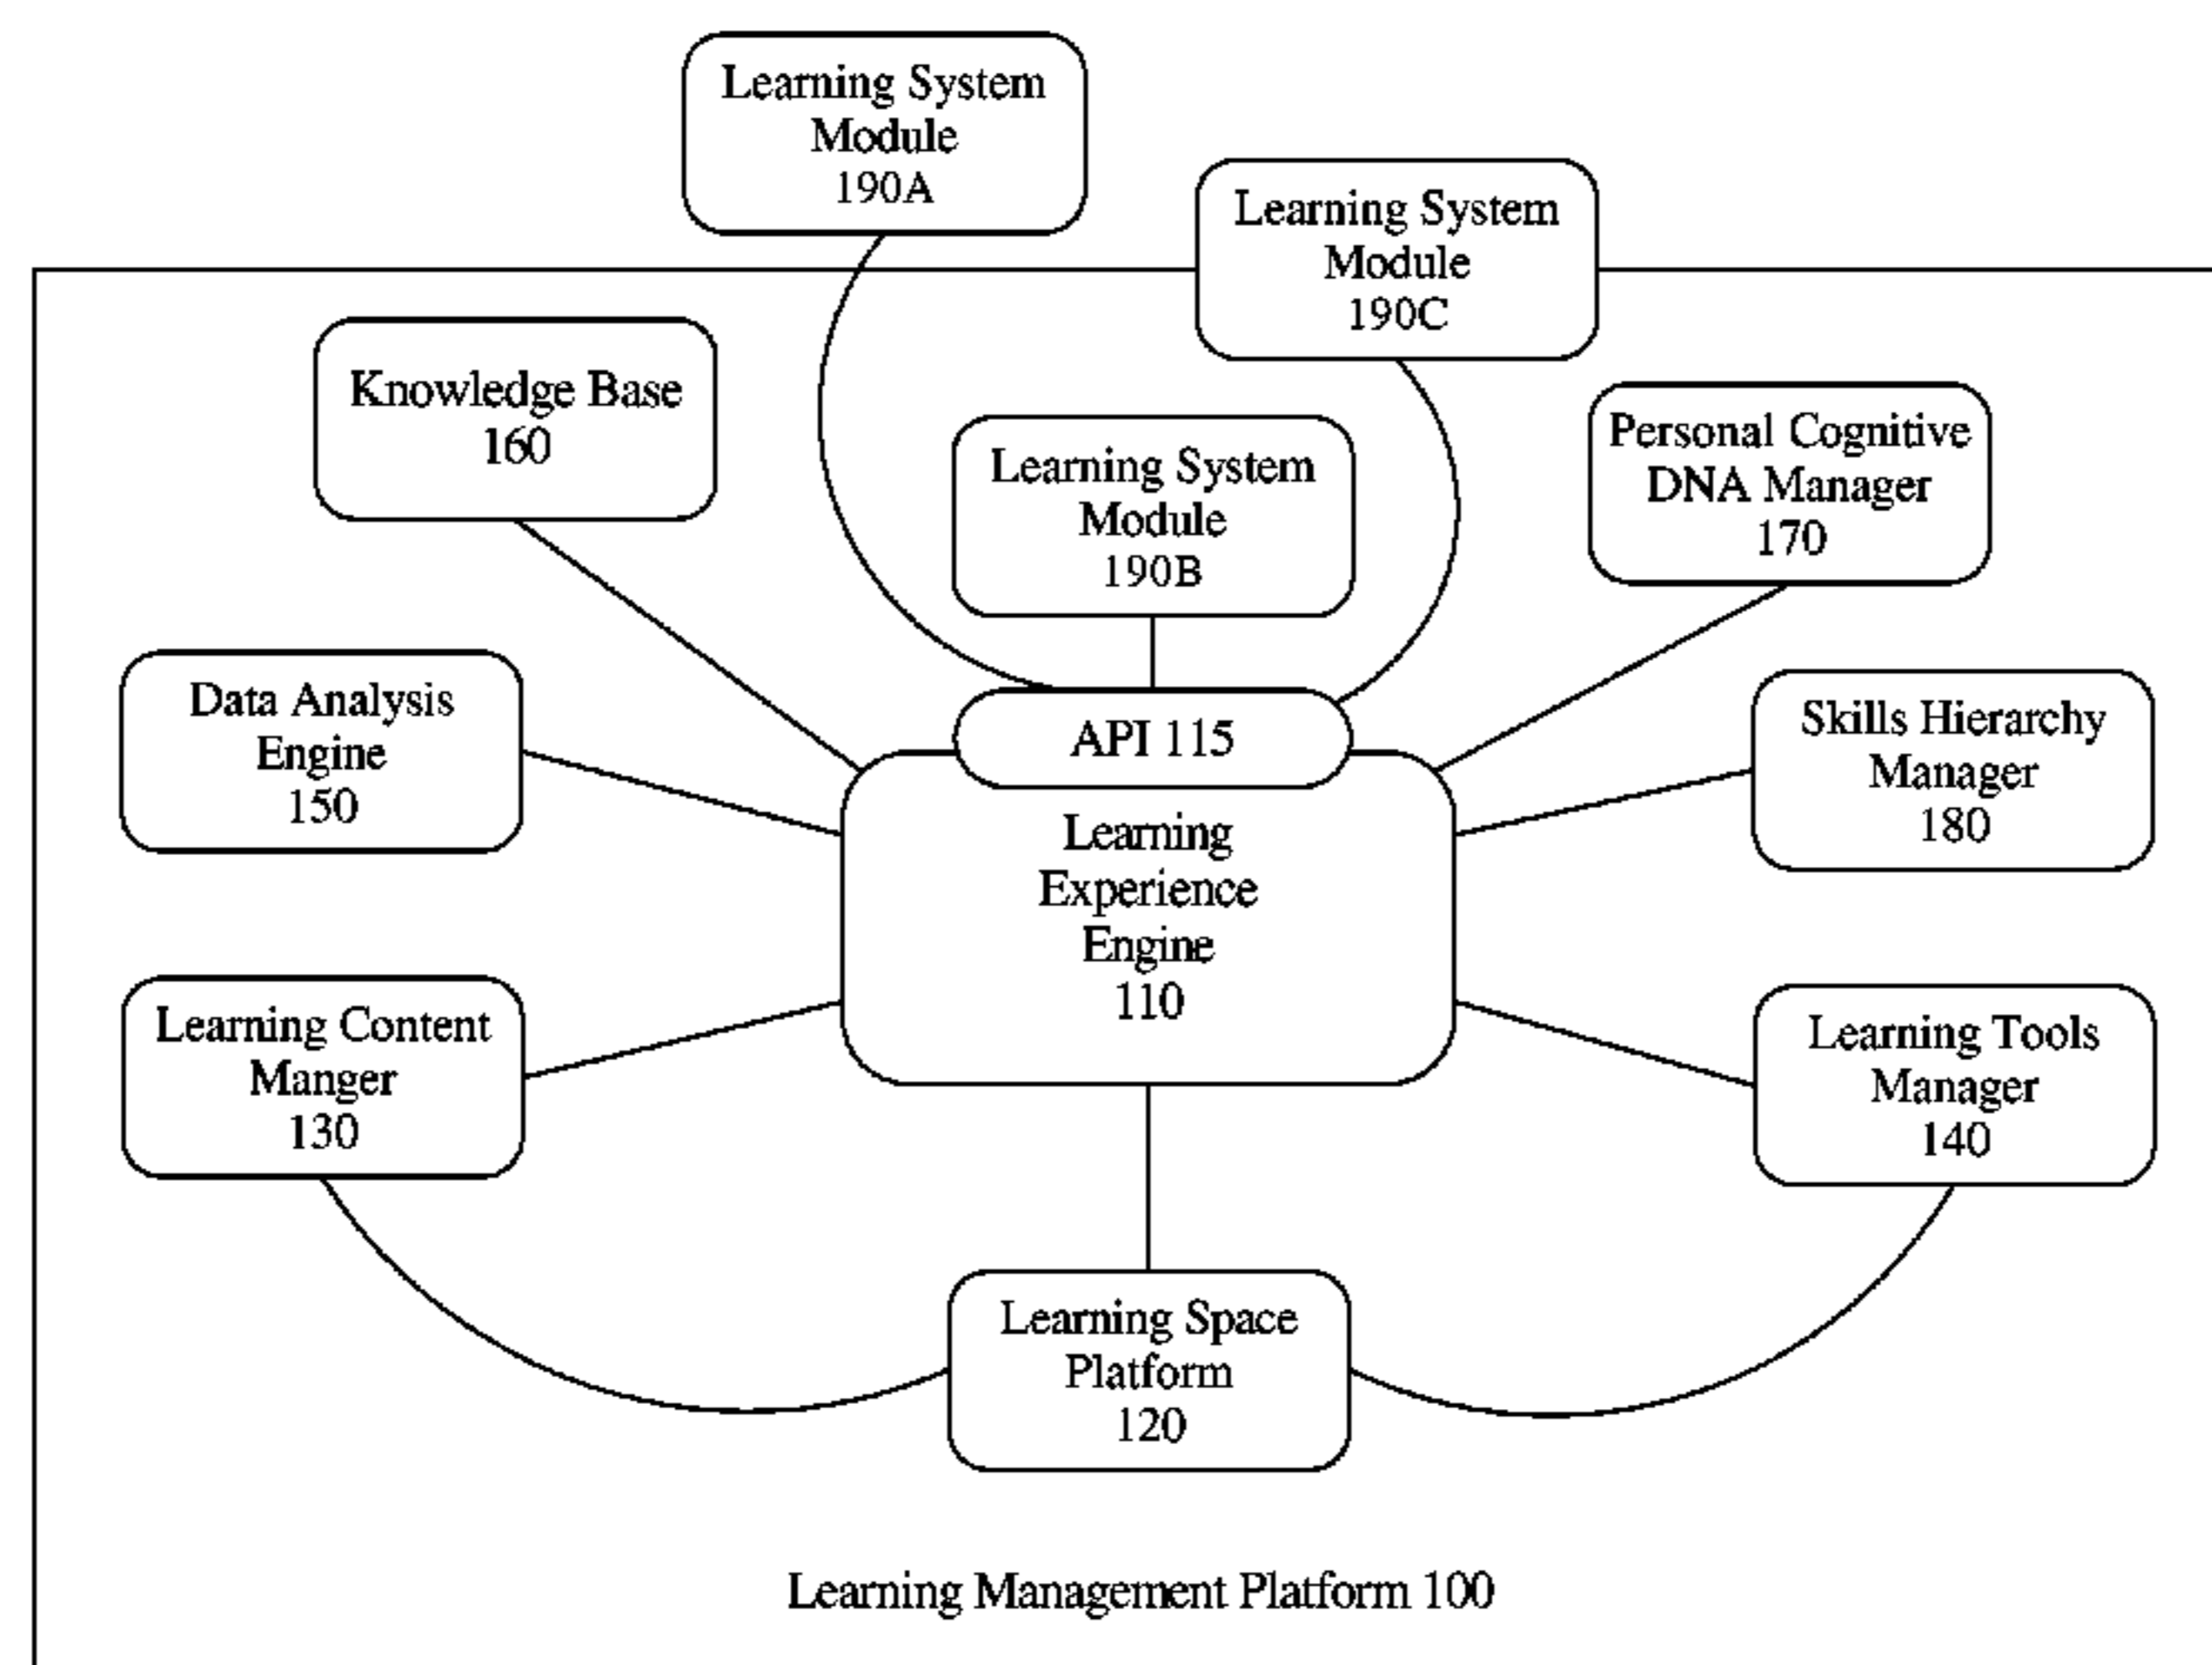 Learning System
Module
190A
Learning System
Module
190C
Knowledge Base
160
Learning System
Module
190B
Personal Cognitive
DNA Manager
170
Data Analysis
Engine
150
API 115
Skills Hierarchy
Manager
180
Learning
Experience
Engine
110
Learning Content
Manger
130
Learning Tools
Manager
140
Learning Space
Platform
120
Learning Management Platform 100